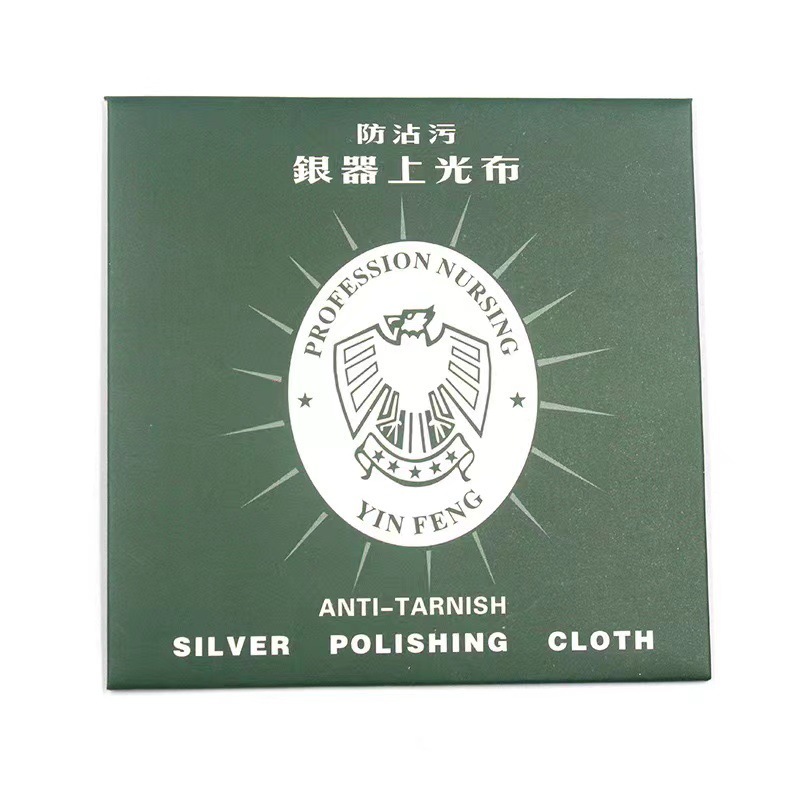 防沾污
銀器上光布
PROFESSION NURSING
YIN FENG
ANTI-TARNISH
SILVER POLISHING CLOTH